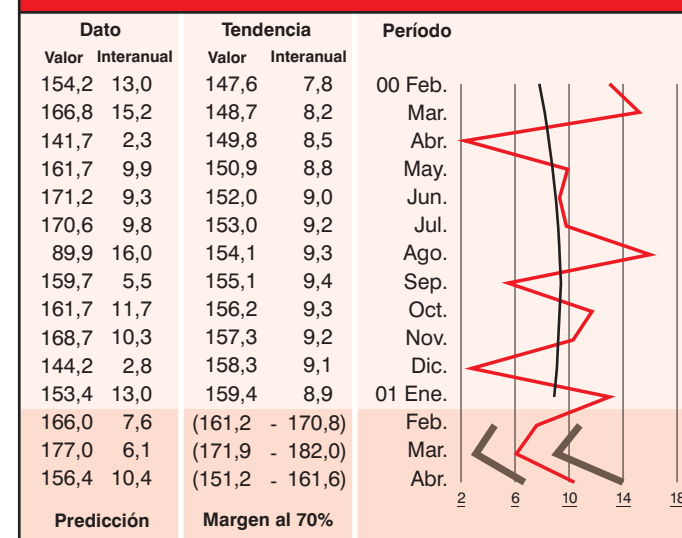 Dato Tendencia Período
Valor Interanual Valor Interanual
154,2 13,0 147,6 7,8 00 Feb.
166,8 15,2 148,7 8,2 Mar.
141,7 2,3 149,8 8,5 Abr.
161,7 9,9 150,9 8,8 May.
171,2 9,3 152,0 9,0 Jun.
170,6 9,8 153,0 9,2 Jul.
89,9 16,0 154,1 9,3 Ago.
159,7 5,5 155,1 9,4 Sep.
161,7 11,7 156,2 9,3 Oct.
168,7 10,3 157,3 9,2 Nov.
144,2 2,8 158,3 9,1 Dic.
153,4 13,0 159,4 8,9 01 Ene.
166,0 7,6 (161,2 - 170,8) Feb.
177,0 6,1 (171,9 - 182,0) Mar.
156,4 10,4 (151,2 - 161,6) Abr.
2 6 10 14 18
Predicción Margen al 70%